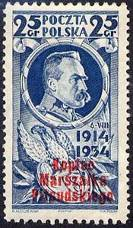 25 POCZTA 25
gr POLSKA gr
6·VIII
1914
1934
Kopiec
Marszałka
Piłsudskiego